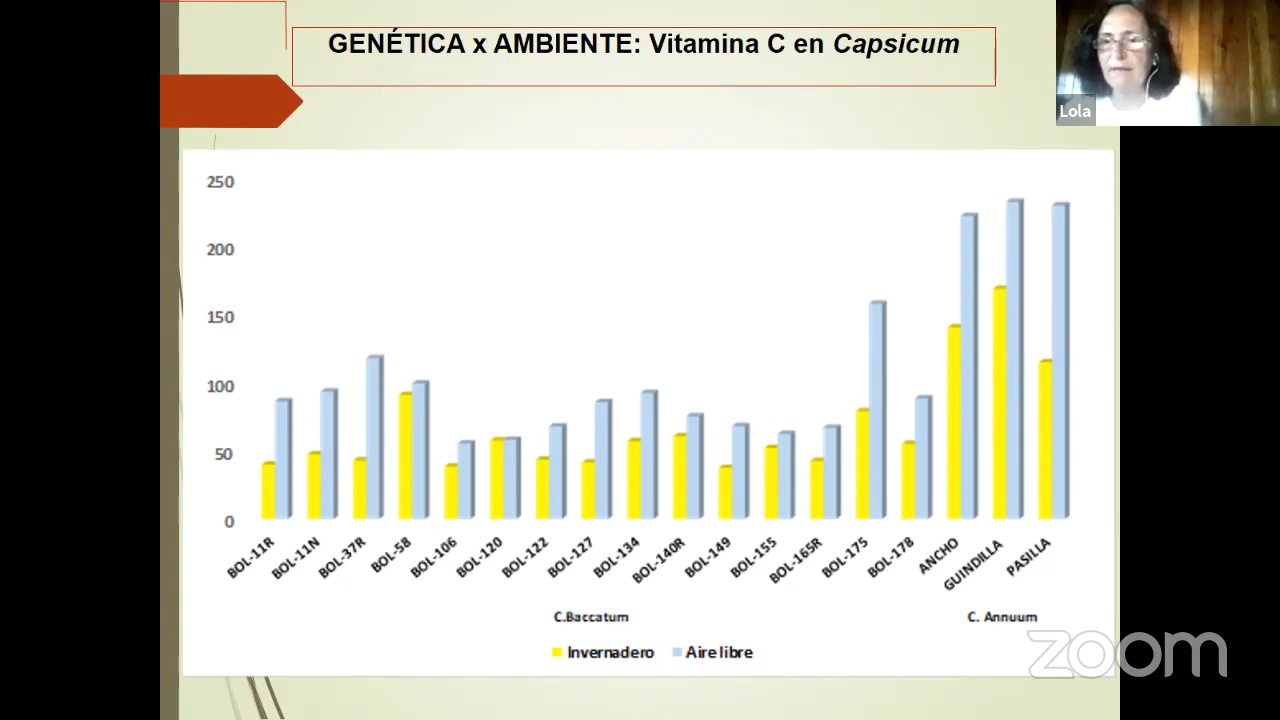 GENÉTICA x AMBIENTE: Vitamina C en Capsicum
Lola
250
200
150
100
50
0
BOL-11R
BOL-11N
BOL-37R
BOL-58
BOL-106
BOL-120
BOL-122
BOL-127
BOL-134
BOL-140R
BOL-149
BOL-155
BOL-165R
BOL-175
BOL-178
ANCHO
GUINDILLA
PASILLA
C.Baccatum
C. Annuum
Invernadero
Aire libre
zoom